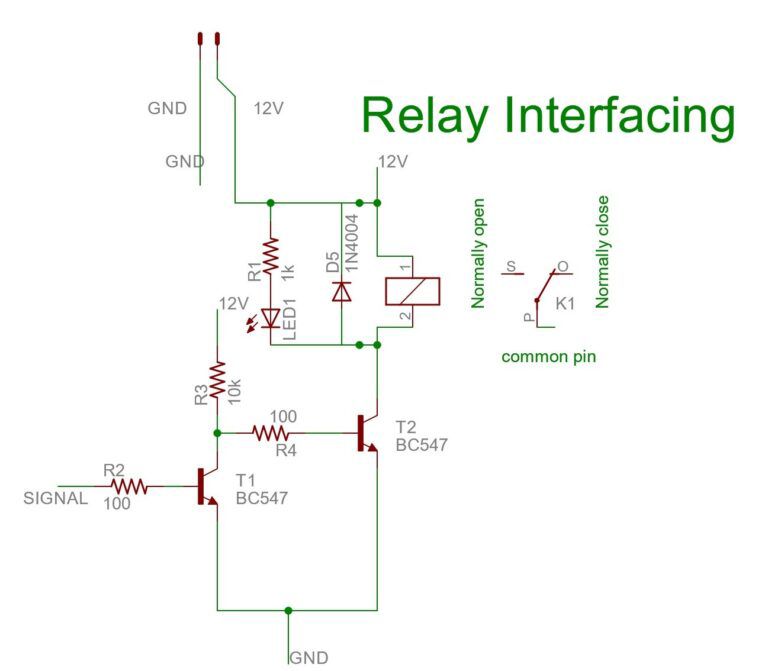 GND
12V
Relay Interfacing
GND
12V
Normally open
Normally close
R1
1k
D5
1N4004
1
2
S
O
P
K1
LED1
12V
common pin
R3
10k
100
R4
T2
BC547
R2
100
SIGNAL
T1
BC547
GND